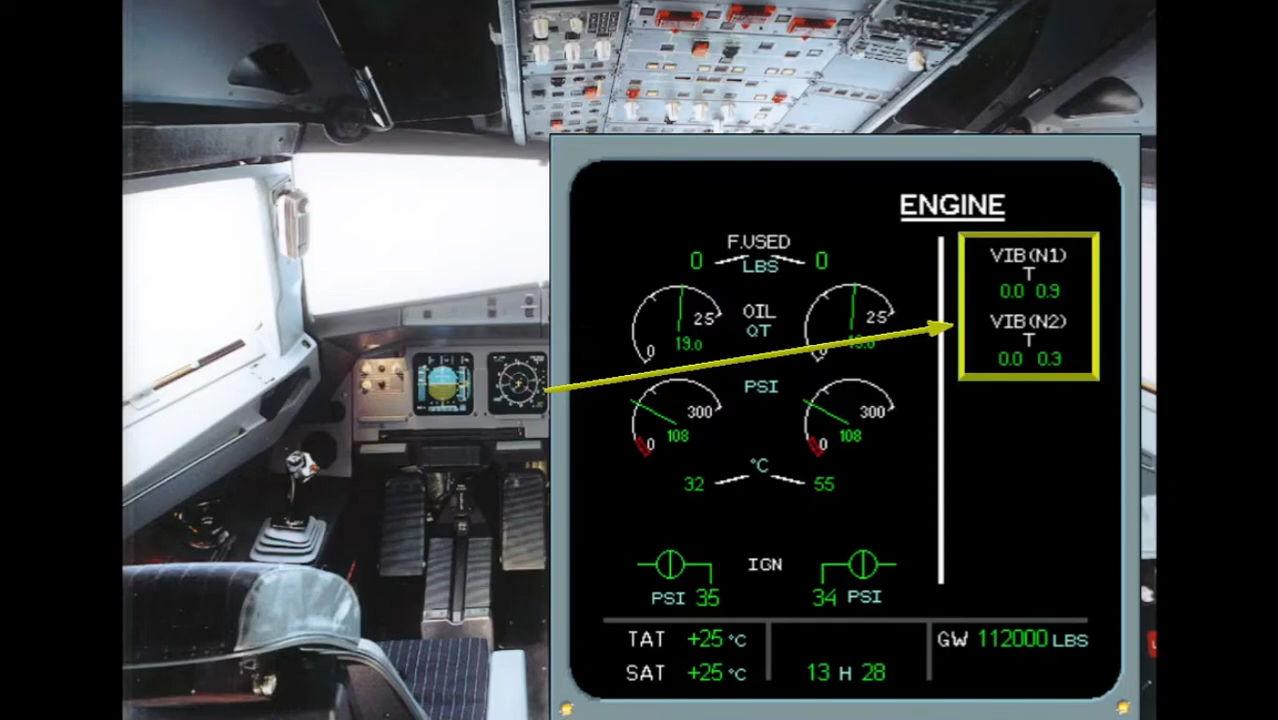 ENGINE
F.USED
0 0
LBS
VIB(N1)
T
0.0 0.9
VIB(N2)
T
0.0 0.3
OIL
QT
25 25
19.0
0 0
PSI
300 300
0 0
108 108
°C
32 55
IGN
PSI 35 34 PSI
TAT +25 °C
SAT +25 °C
13 H 28
GW 112000 LBS